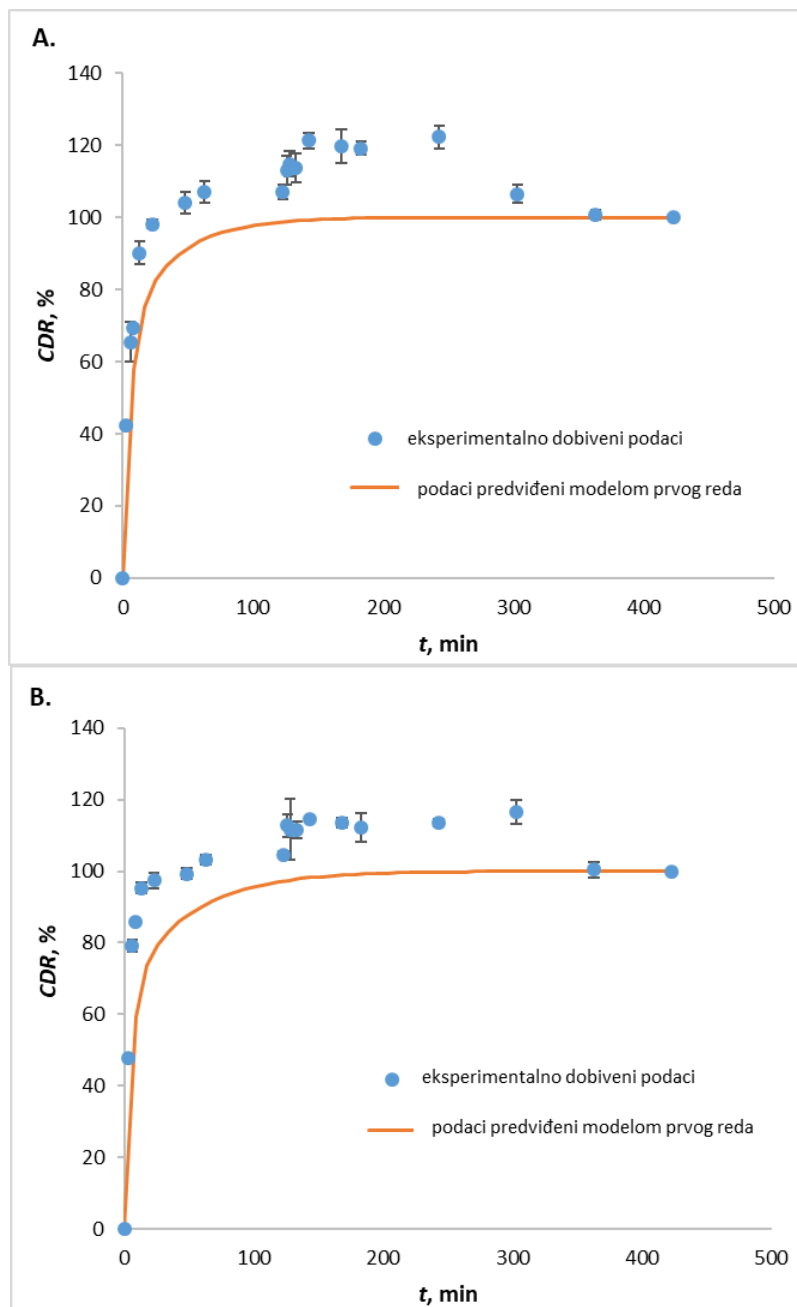 A.
140
120
100
80
60
40
20
0
CDR, %
eksperimentalno dobiveni podaci
podaci predviđeni modelom prvog reda
0 100 200 300 400 500
t, min
B.
140
120
100
80
60
40
20
0
CDR, %
eksperimentalno dobiveni podaci
podaci predviđeni modelom prvog reda
0 100 200 300 400 500
t, min